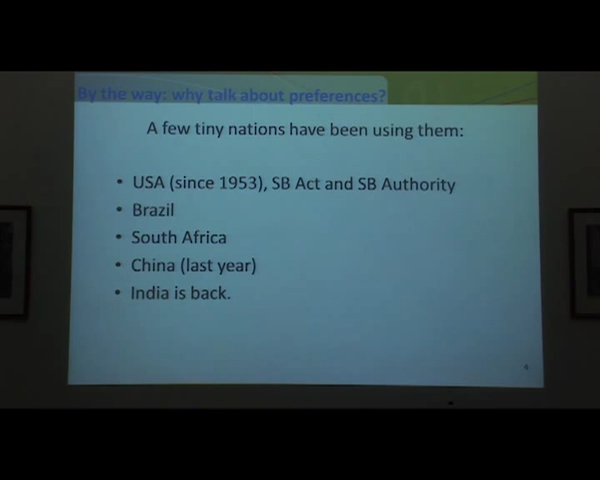 By the way: why talk about preferences?
A few tiny nations have been using them:
• USA (since 1953), SB Act and SB Authority
• Brazil
• South Africa
• China (last year)
• India is back.